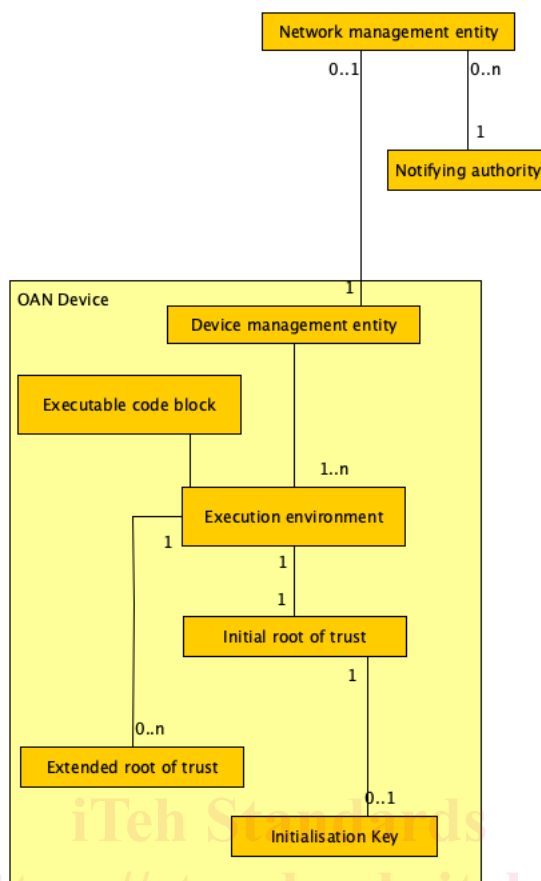 Network management entity
0..1
0..n
1
Notifying authority
1
OAN Device
Device management entity
Executable code block
1..n
Execution environment
1
1
1
Initial root of trust
1
0..n
Extended root of trust
0..1
iTeh Standards
Initialisation Key